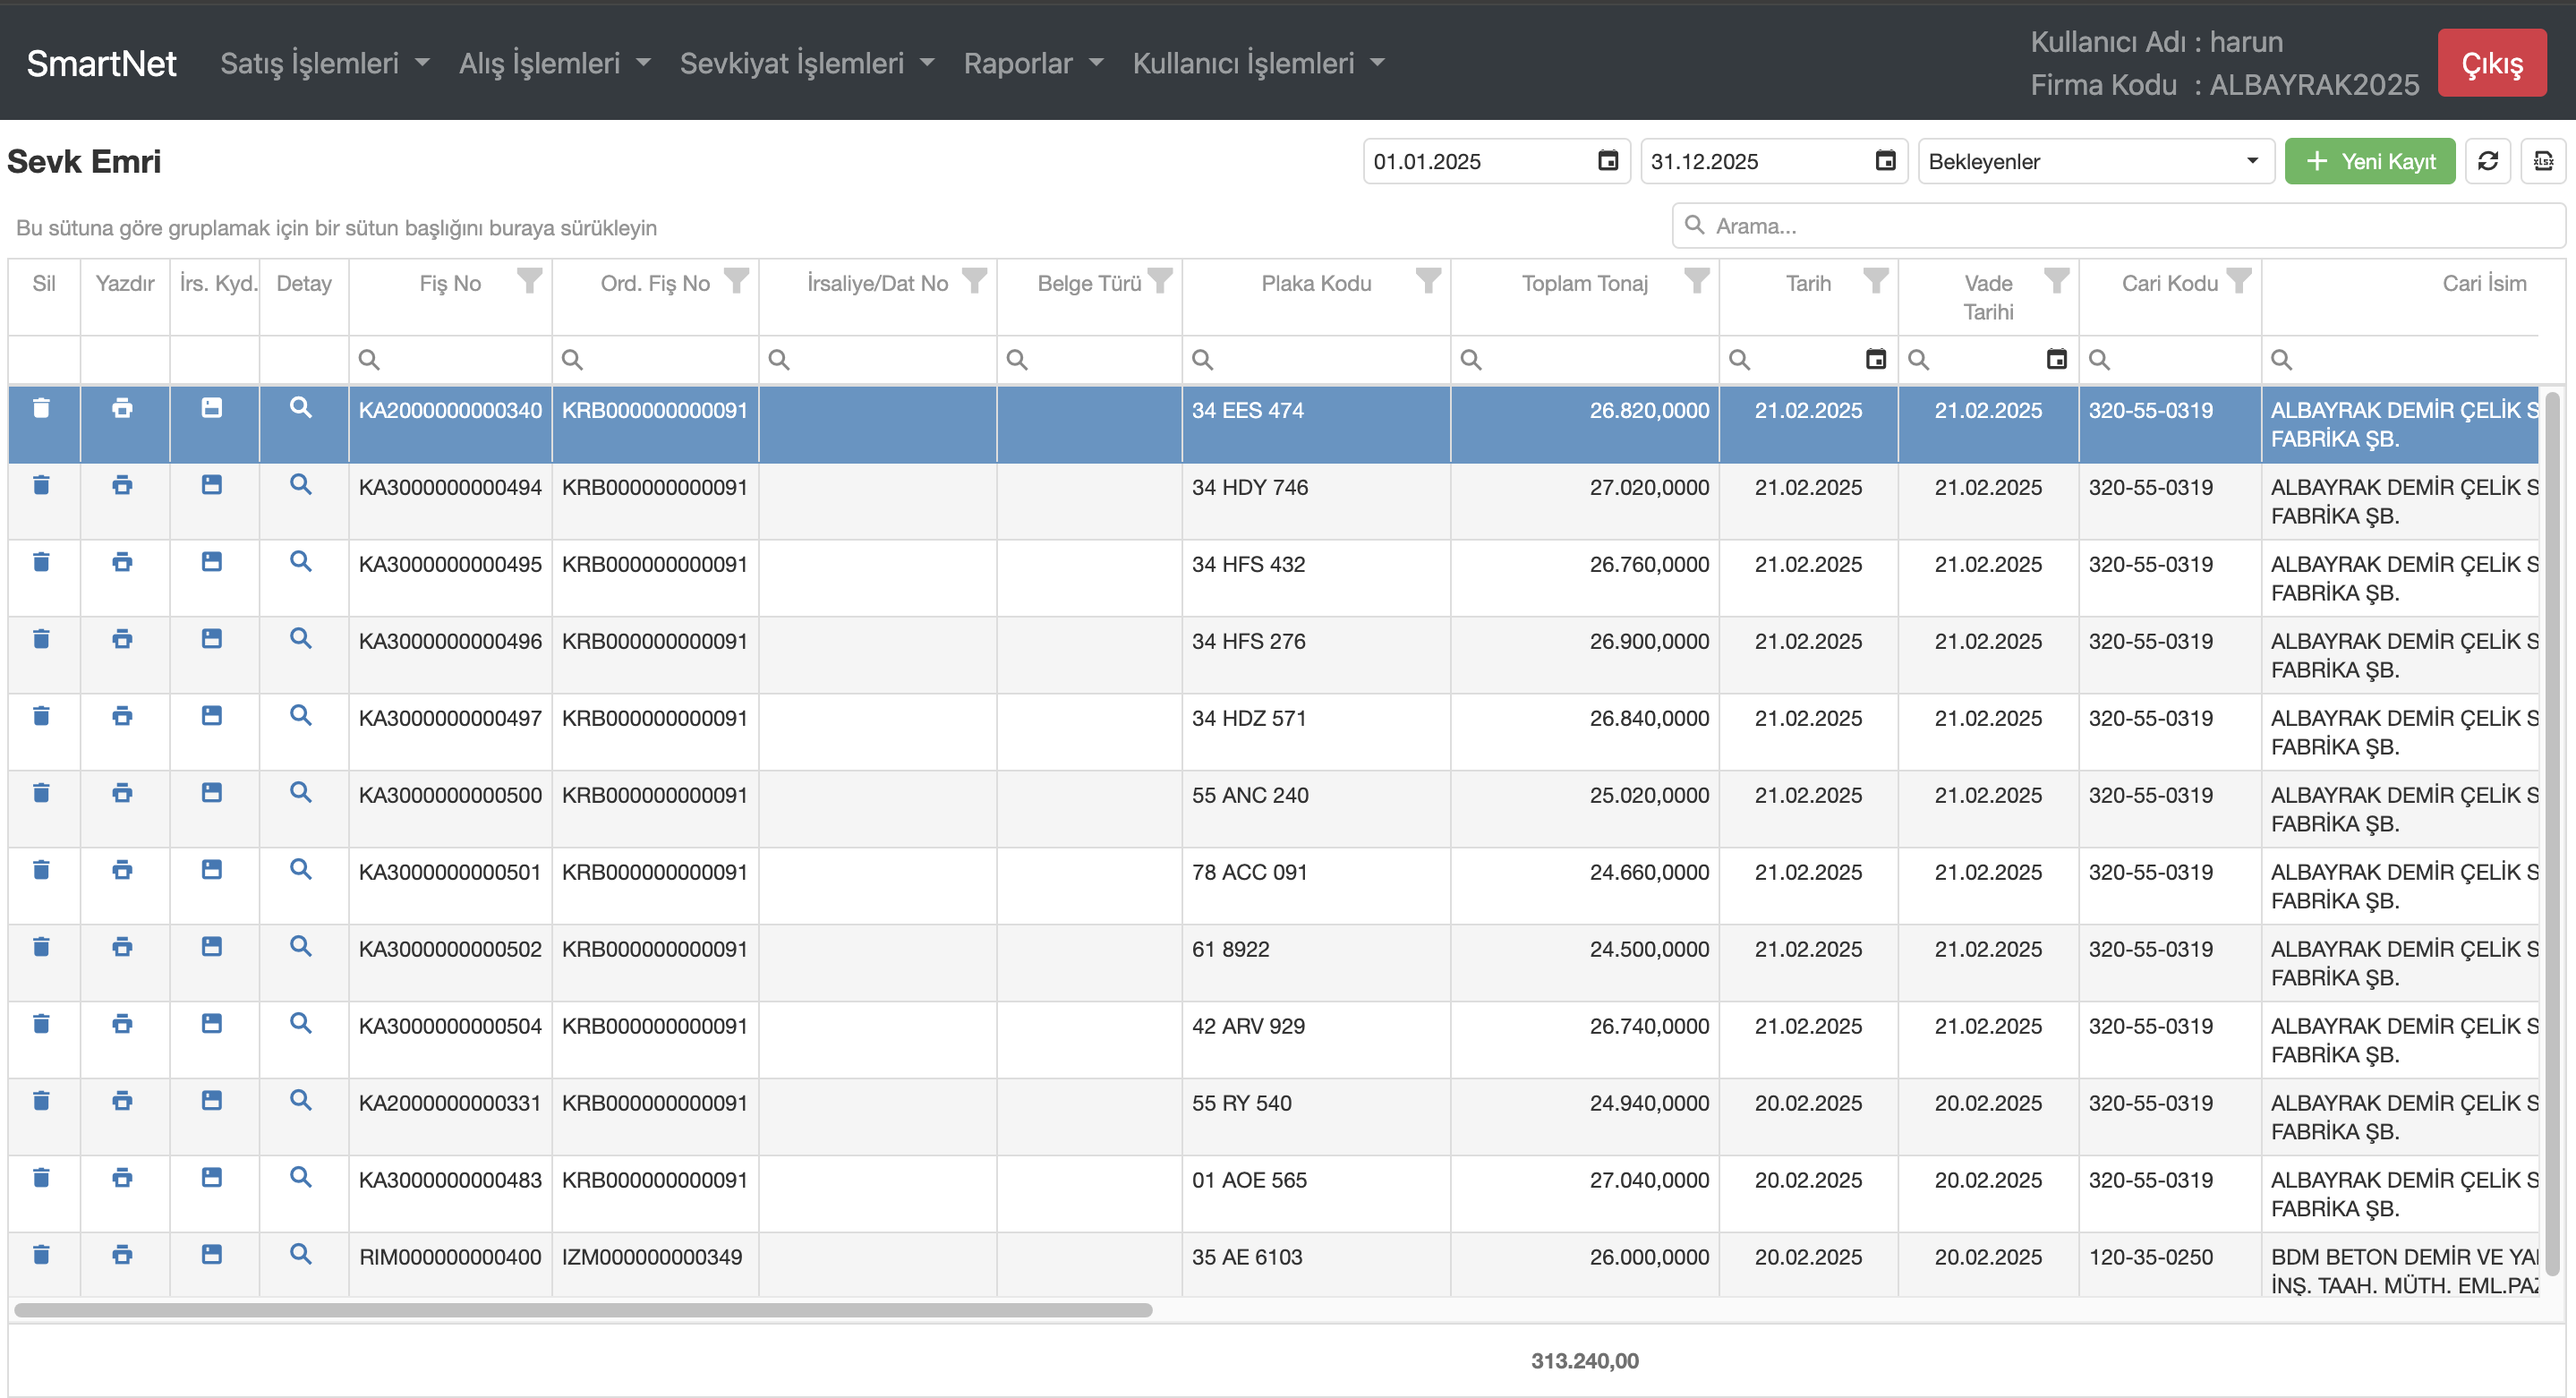 SmartNet Satış İşlemleri Alış İşlemleri Sevkiyat İşlemleri Raporlar Kullanıcı İşlemleri
Kullanıcı Adı : harun
Firma Kodu : ALBAYRAK2025
Çıkış
Sevk Emri
01.01.2025 31.12.2025 Bekleyenler Yeni Kayıt
Bu sütuna göre gruplamak için bir sütun başlığını buraya sürükleyin
Arama...
Sil Yazdır İrs. Kyd. Detay Fiş No Ord. Fiş No İrsaliye/Dat No Belge Türü Plaka Kodu Toplam Tonaj Tarih Vade Tarihi Cari Kodu Cari İsim
KA2000000000340 KRB000000000091 34 EES 474 26.820,0000 21.02.2025 21.02.2025 320-55-0319 ALBAYRAK DEMİR ÇELİK S
FABRİKA ŞB.
KA3000000000494 KRB000000000091 34 HDY 746 27.020,0000 21.02.2025 21.02.2025 320-55-0319 ALBAYRAK DEMİR ÇELİK S
FABRİKA ŞB.
KA3000000000495 KRB000000000091 34 HFS 432 26.760,0000 21.02.2025 21.02.2025 320-55-0319 ALBAYRAK DEMİR ÇELİK S
FABRİKA ŞB.
KA3000000000496 KRB000000000091 34 HFS 276 26.900,0000 21.02.2025 21.02.2025 320-55-0319 ALBAYRAK DEMİR ÇELİK S
FABRİKA ŞB.
KA3000000000497 KRB000000000091 34 HDZ 571 26.840,0000 21.02.2025 21.02.2025 320-55-0319 ALBAYRAK DEMİR ÇELİK S
FABRİKA ŞB.
KA3000000000500 KRB000000000091 55 ANC 240 25.020,0000 21.02.2025 21.02.2025 320-55-0319 ALBAYRAK DEMİR ÇELİK S
FABRİKA ŞB.
KA3000000000501 KRB000000000091 78 ACC 091 24.660,0000 21.02.2025 21.02.2025 320-55-0319 ALBAYRAK DEMİR ÇELİK S
FABRİKA ŞB.
KA3000000000502 KRB000000000091 61 8922 24.500,0000 21.02.2025 21.02.2025 320-55-0319 ALBAYRAK DEMİR ÇELİK S
FABRİKA ŞB.
KA3000000000504 KRB000000000091 42 ARV 929 26.740,0000 21.02.2025 21.02.2025 320-55-0319 ALBAYRAK DEMİR ÇELİK S
FABRİKA ŞB.
KA2000000000331 KRB000000000091 55 RY 540 24.940,0000 20.02.2025 20.02.2025 320-55-0319 ALBAYRAK DEMİR ÇELİK S
FABRİKA ŞB.
KA3000000000483 KRB000000000091 01 AOE 565 27.040,0000 20.02.2025 20.02.2025 320-55-0319 ALBAYRAK DEMİR ÇELİK S
FABRİKA ŞB.
RIM000000000400 IZM000000000349 35 AE 6103 26.000,0000 20.02.2025 20.02.2025 120-35-0250 BDM BETON DEMİR VE YA
İNŞ. TAAH. MÜTH. EML.PAZ
313.240,00